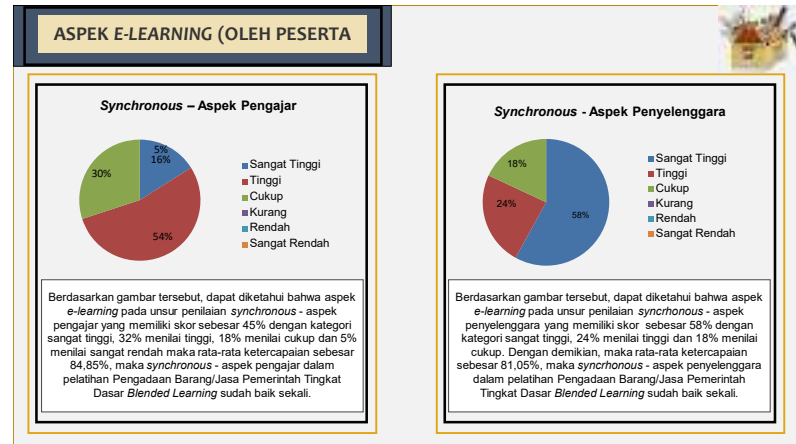 ASPEK E-LEARNING (OLEH PESERTA
Synchronous – Aspek Pengajar
5%
16%
30%
54%
Sangat Tinggi
Tinggi
Cukup
Kurang
Rendah
Sangat Rendah
Berdasarkan gambar tersebut, dapat diketahui bahwa aspek
e-learning pada unsur penilaian synchronous - aspek
pengajar yang memiliki skor sebesar 45% dengan kategori
sangat tinggi, 32% menilai tinggi, 18% menilai cukup dan 5%
menilai sangat rendah maka rata-rata ketercapaian sebesar
84,85%, maka synchronous - aspek pengajar dalam
pelatihan Pengadaan Barang/Jasa Pemerintah Tingkat
Dasar Blended Learning sudah baik sekali.
Synchronous - Aspek Penyelenggara
18%
24%
58%
Sangat Tinggi
Tinggi
Cukup
Kurang
Rendah
Sangat Rendah
Berdasarkan gambar tersebut, dapat diketahui bahwa aspek
e-learning pada unsur penilaian syncrhonous - aspek
penyelenggara yang memiliki skor sebesar 58% dengan
kategori sangat tinggi, 24% menilai tinggi dan 18% menilai
cukup. Dengan demikian, maka rata-rata ketercapaian
sebesar 81,05%, maka syncrhonous - aspek penyelenggara
dalam pelatihan Pengadaan Barang/Jasa Pemerintah
Tingkat Dasar Blended Learning sudah baik sekali.